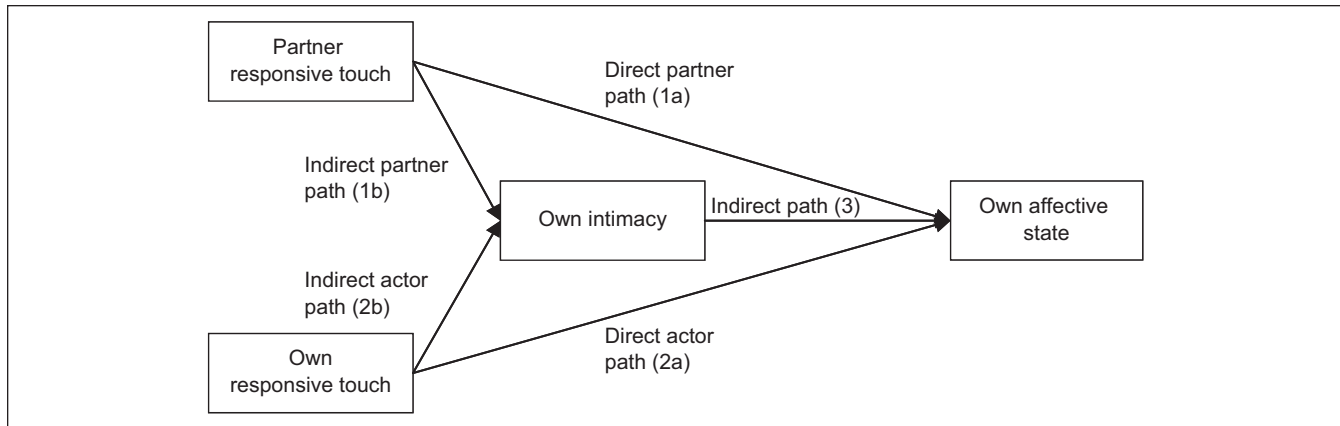 Partner
responsive touch
Direct partner
path (1a)
Indirect partner
path (1b)
Own intimacy
Indirect path (3)
Own affective
state
Indirect actor
path (2b)
Direct actor
path (2a)
Own
responsive touch